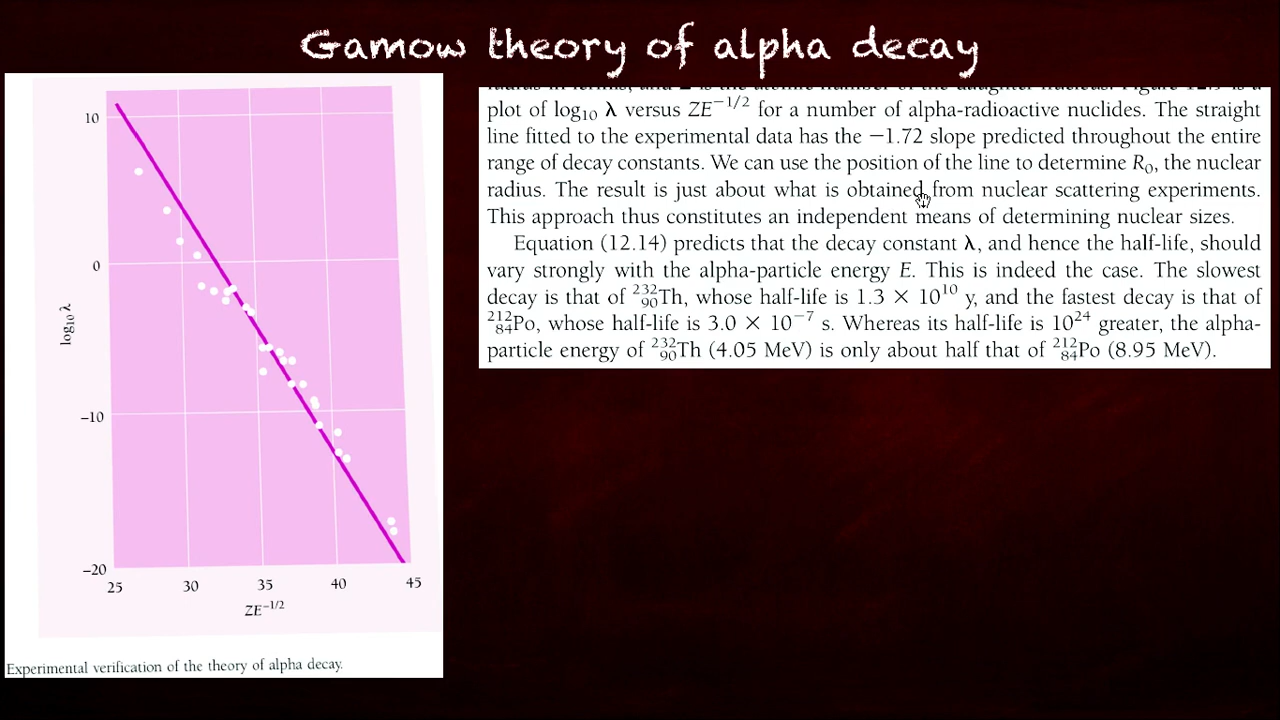 Gamow theory of alpha decay
plot of log₁₀ λ versus ZE⁻¹/² for a number of alpha-radioactive nuclides. The straight
line fitted to the experimental data has the −1.72 slope predicted throughout the entire
range of decay constants. We can use the position of the line to determine R₀, the nuclear
radius. The result is just about what is obtained from nuclear scattering experiments.
This approach thus constitutes an independent means of determining nuclear sizes.
Equation (12.14) predicts that the decay constant λ, and hence the half-life, should
vary strongly with the alpha-particle energy E. This is indeed the case. The slowest
decay is that of ²³²₉₀Th, whose half-life is 1.3 × 10¹⁰ y, and the fastest decay is that of
²¹²₈₄Po, whose half-life is 3.0 × 10⁻⁷ s. Whereas its half-life is 10²⁴ greater, the alpha-
particle energy of ²³²₉₀Th (4.05 MeV) is only about half that of ²¹²₈₄Po (8.95 MeV).
10
0
−10
−20
log₁₀ λ
25 30 35 40 45
ZE⁻¹/²
Experimental verification of the theory of alpha decay.